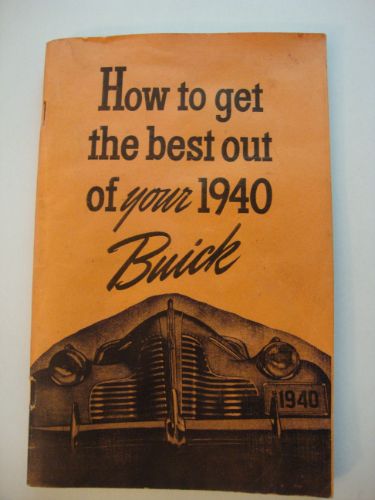 How to get
the best out
of your 1940
Buick
1940